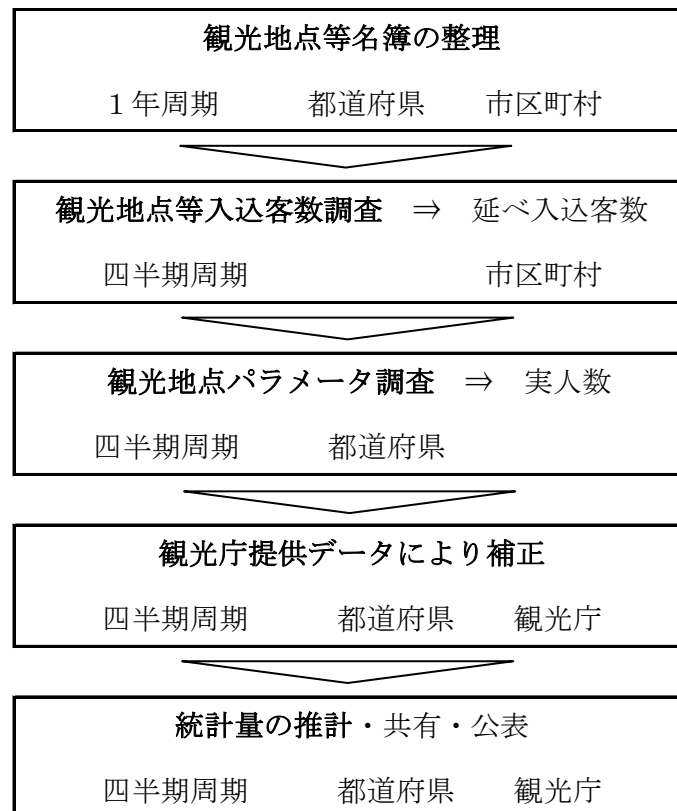 観光地点等名簿の整理
1年周期 都道府県 市区町村
観光地点等入込客数調査 ⇒ 延べ入込客数
四半期周期 市区町村
観光地点パラメータ調査 ⇒ 実人数
四半期周期 都道府県
観光庁提供データにより補正
四半期周期 都道府県 観光庁
統計量の推計・共有・公表
四半期周期 都道府県 観光庁